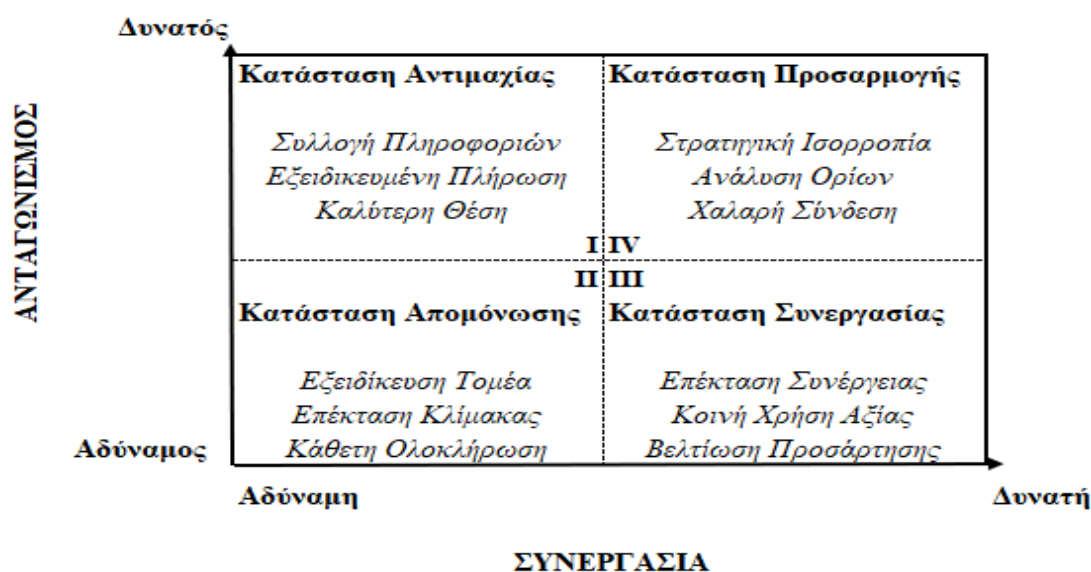 Δυνατός
ΑΝΤΑΓΩΝΙΣΜΟΣ
Κατάσταση Αντιμαχίας
Συλλογή Πληροφοριών
Εξειδικευμένη Πλήρωση
Καλύτερη Θέση
I
Κατάσταση Προσαρμογής
Στρατηγική Ισορροπία
Ανάλυση Ορίων
Χαλαρή Σύνδεση
IV
II
Κατάσταση Απομόνωσης
Εξειδίκευση Τομέα
Επέκταση Κλίμακας
Κάθετη Ολοκλήρωση
III
Κατάσταση Συνεργασίας
Επέκταση Συνέργειας
Κοινή Χρήση Αξίας
Βελτίωση Προσάρτησης
Αδύναμος
Αδύναμη
Δυνατή
ΣΥΝΕΡΓΑΣΙΑ